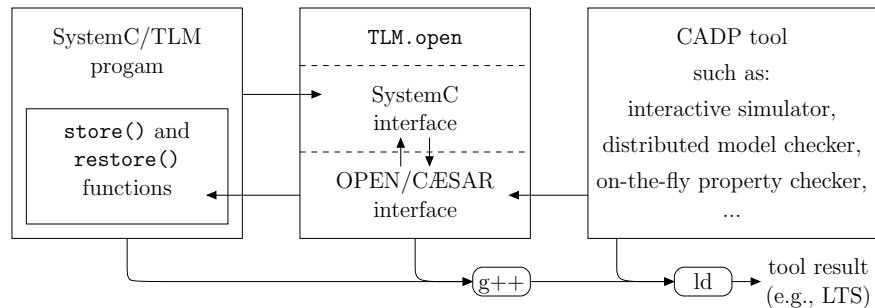 SystemC/TLM
progam
store() and
restore()
functions
TLM.open
SystemC
interface
OPEN/CÆSAR
interface
CADP tool
such as:
interactive simulator,
distributed model checker,
on-the-fly property checker,
...
g++
ld
tool result
(e.g., LTS)